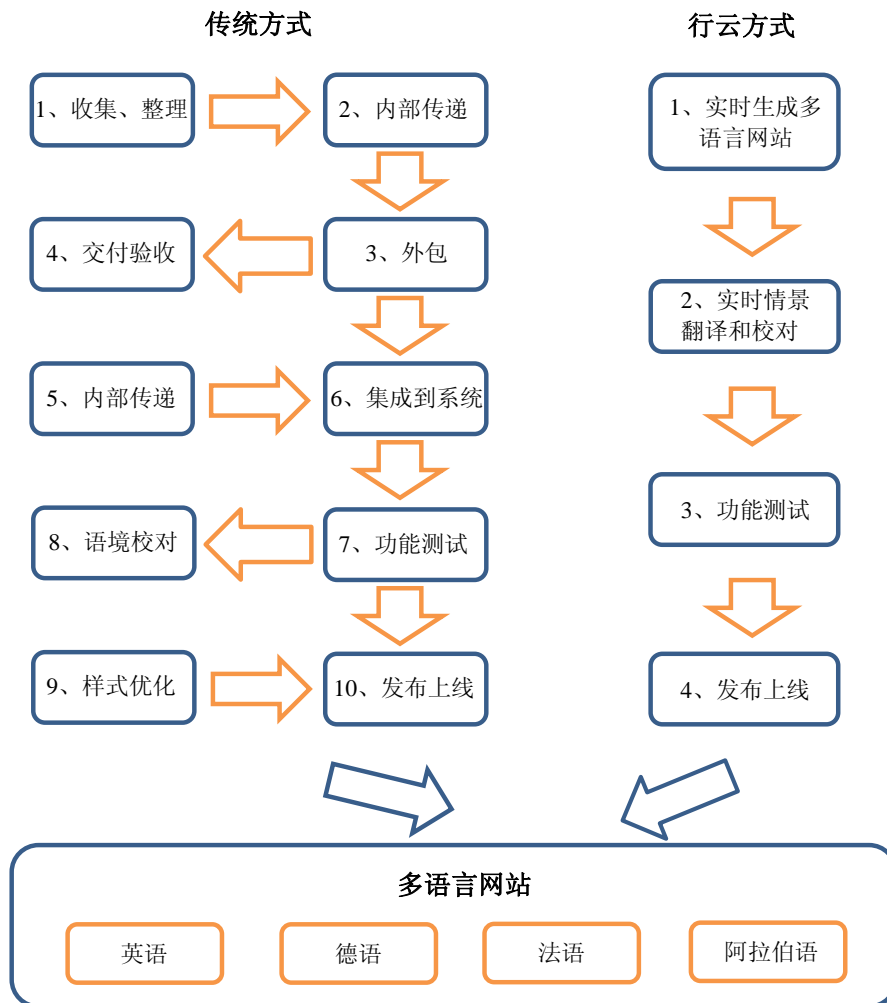 传统方式
1、收集、整理
2、内部传递
3、外包
4、交付验收
5、内部传递
6、集成到系统
7、功能测试
8、语境校对
9、样式优化
10、发布上线
行云方式
1、实时生成多
语言网站
2、实时情景
翻译和校对
3、功能测试
4、发布上线
多语言网站
英语
德语
法语
阿拉伯语